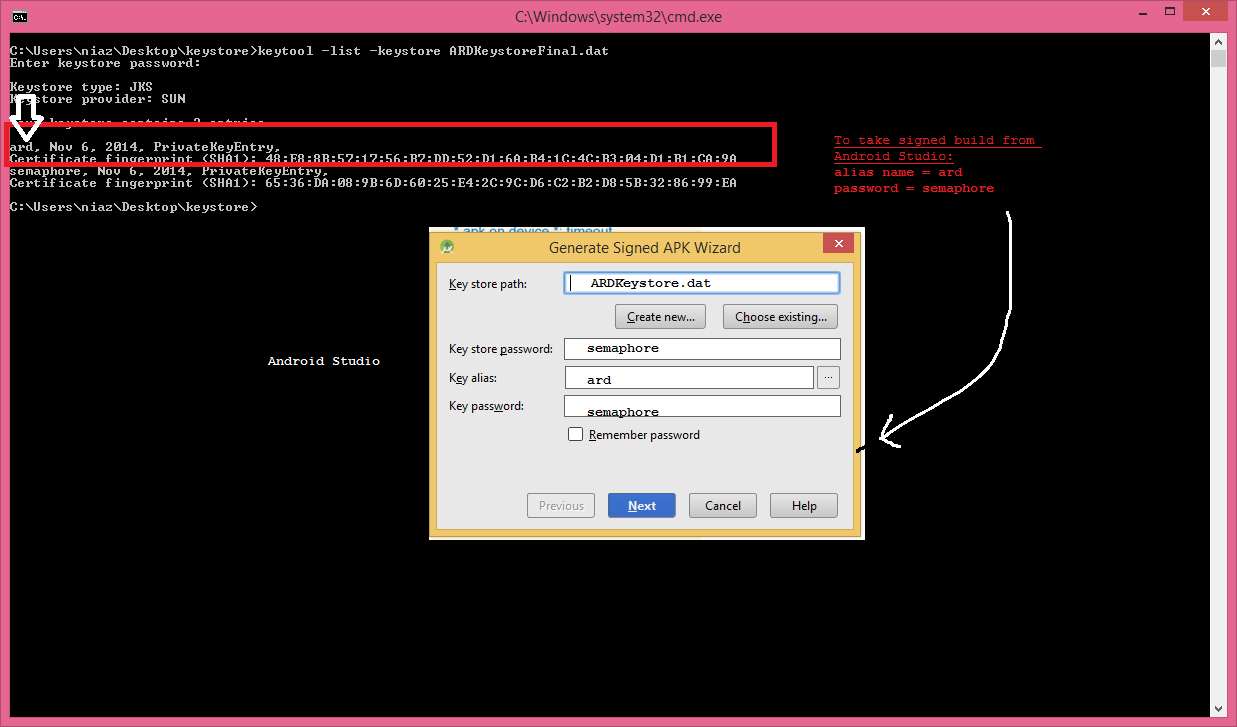 C:\Windows\system32\cmd.exe
C:\Users\niaz\Desktop\keystore>keytool -list -keystore ARDKeystoreFinal.dat
Enter keystore password:
Keystore type: JKS
Keystore provider: SUN
keystore contains 2 entries
ard, Nov 6, 2014, PrivateKeyEntry,
Certificate fingerprint (SHA1): 48:E8:8B:57:17:56:B7:DD:52:D1:6A:B4:1C:4C:B3:04:D1:B1:CA:9A
semaphore, Nov 6, 2014, PrivateKeyEntry,
Certificate fingerprint (SHA1): 65:36:DA:08:9B:6D:60:25:E4:2C:9C:D6:C2:B2:D8:5B:32:86:99:EA
C:\Users\niaz\Desktop\keystore>
To take signed build from
Android Studio:
alias name = ard
password = semaphore
* apk on device *: timeout
Generate Signed APK Wizard
Key store path: ARDKeystore.dat
Create new... Choose existing...
Key store password: semaphore
Android Studio
Key alias: ard ...
Key password: semaphore
Remember password
Previous Next Cancel Help